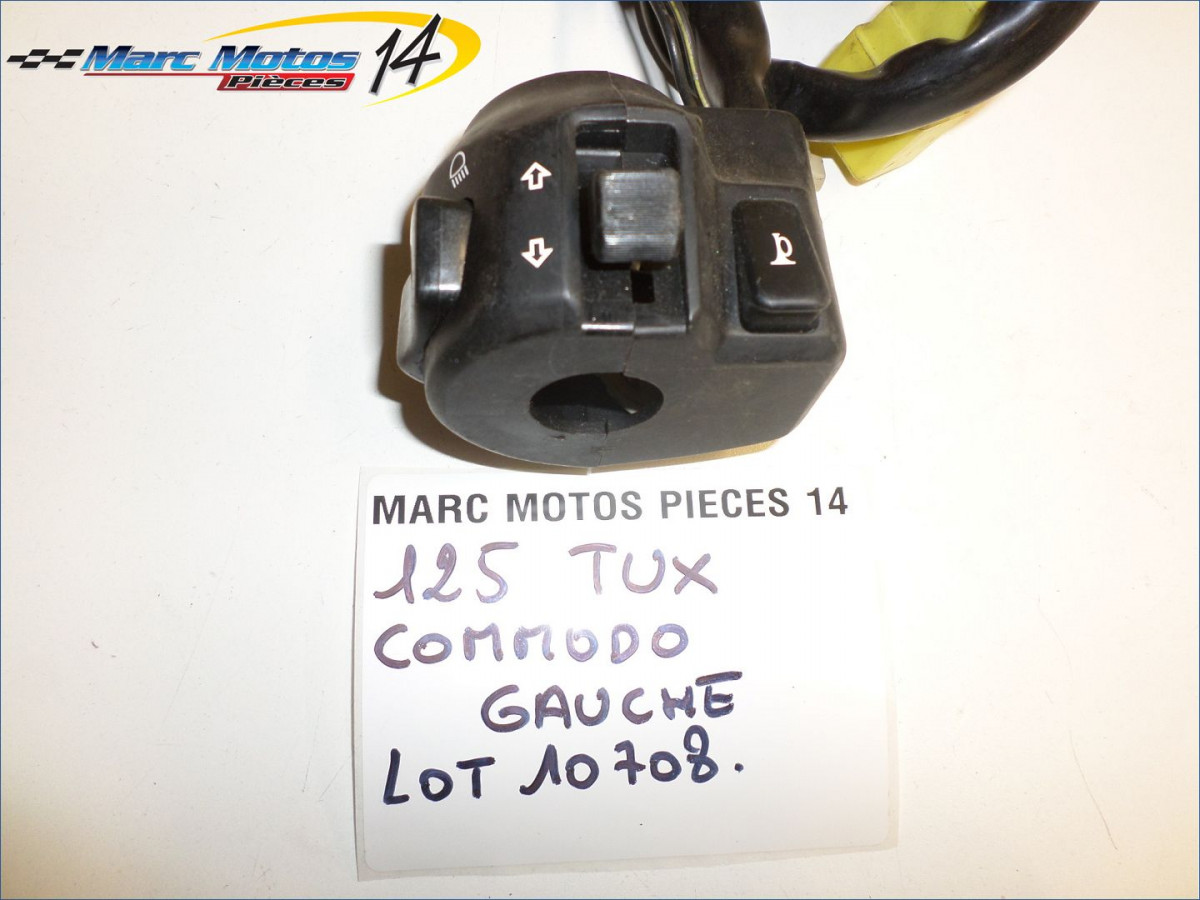 Marc Motos 14
Pièces
MARC MOTOS PIECES 14
125 TUX
COMMODO
GAUCHE
LOT 10708.